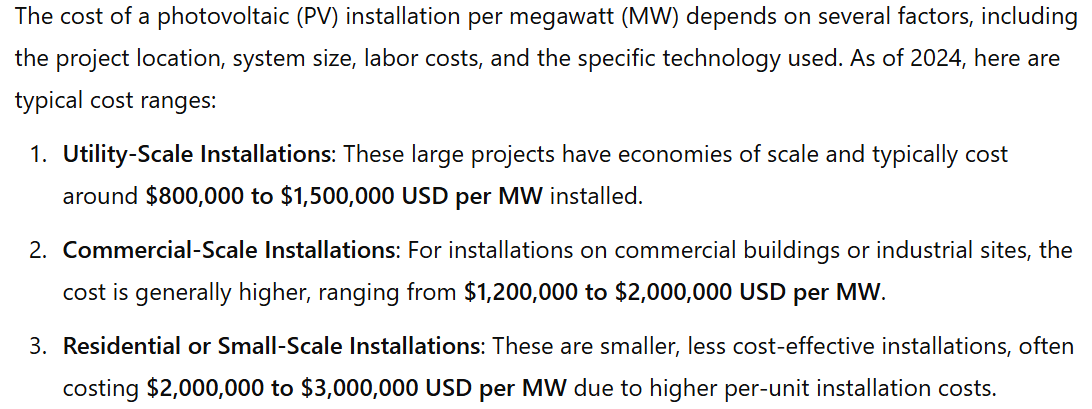 The cost of a photovoltaic (PV) installation per megawatt (MW) depends on several factors, including
the project location, system size, labor costs, and the specific technology used. As of 2024, here are
typical cost ranges:
1. Utility-Scale Installations: These large projects have economies of scale and typically cost
around $800,000 to $1,500,000 USD per MW installed.
2. Commercial-Scale Installations: For installations on commercial buildings or industrial sites, the
cost is generally higher, ranging from $1,200,000 to $2,000,000 USD per MW.
3. Residential or Small-Scale Installations: These are smaller, less cost-effective installations, often
costing $2,000,000 to $3,000,000 USD per MW due to higher per-unit installation costs.